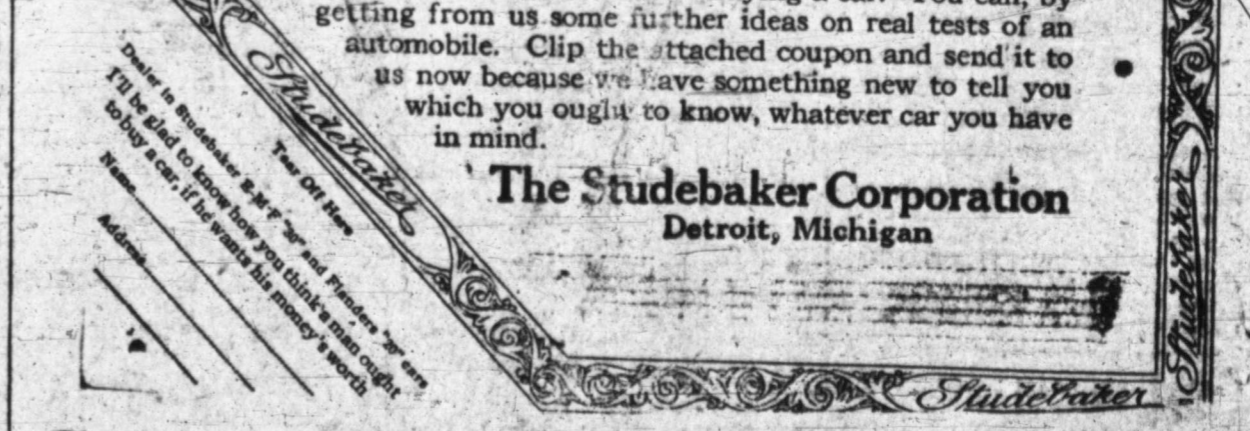 getting from us some further ideas on real tests of an
automobile. Clip the attached coupon and send it to
us now because we have something new to tell you
which you ought to know, whatever car you have
in mind.
The Studebaker Corporation
Detroit, Michigan
Studebaker
Tear Off Here
Dealer in Studebaker E-M-F "30" and Flanders "20" cars
I'll be glad to know how you think a man ought
to buy a car, if he wants his money's worth
Name
Address
Studebaker
Studebaker